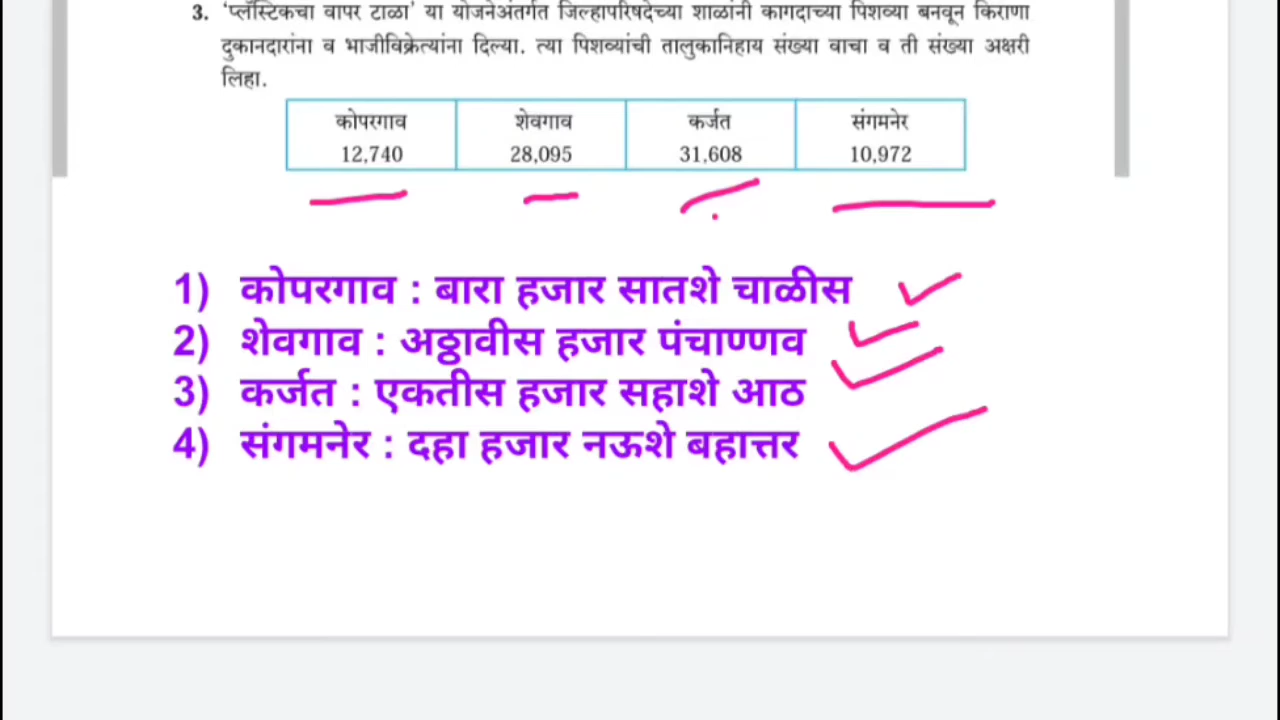 3. ‘प्लॅस्टिकचा वापर टाळा’ या योजनेअंतर्गत जिल्हापरिषदेच्या शाळांनी कागदाच्या पिशव्या बनवून किराणा
दुकानदारांना व भाजीविक्रेत्यांना दिल्या. त्या पिशव्यांची तालुकानिहाय संख्या वाचा व ती संख्या अक्षरी
लिहा.
कोपरगाव शेवगाव कर्जत संगमनेर
12,740 28,095 31,608 10,972
1) कोपरगाव : बारा हजार सातशे चाळीस
2) शेवगाव : अठ्ठावीस हजार पंचाण्णव
3) कर्जत : एकतीस हजार सहाशे आठ
4) संगमनेर : दहा हजार नऊशे बहात्तर